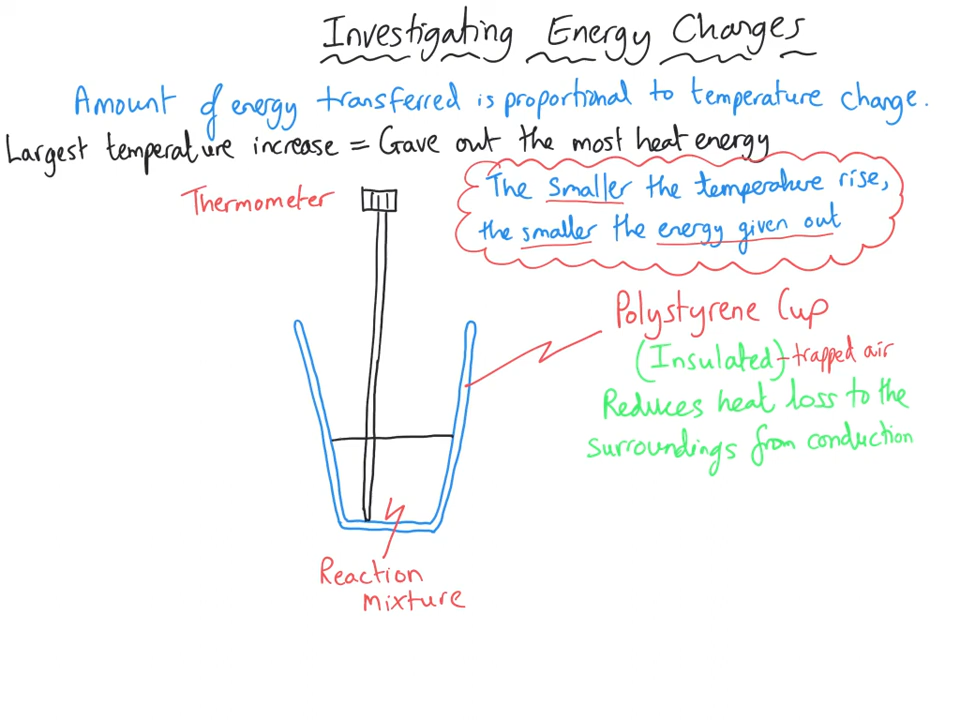 Investigating Energy Changes
Amount of energy transferred is proportional to temperature change.
Largest temperature increase = Gave out the most heat energy
Thermometer
The smaller the temperature rise,
the smaller the energy given out
Polystyrene Cup
(Insulated) - trapped air
Reduces heat loss to the
surroundings from conduction
Reaction
mixture